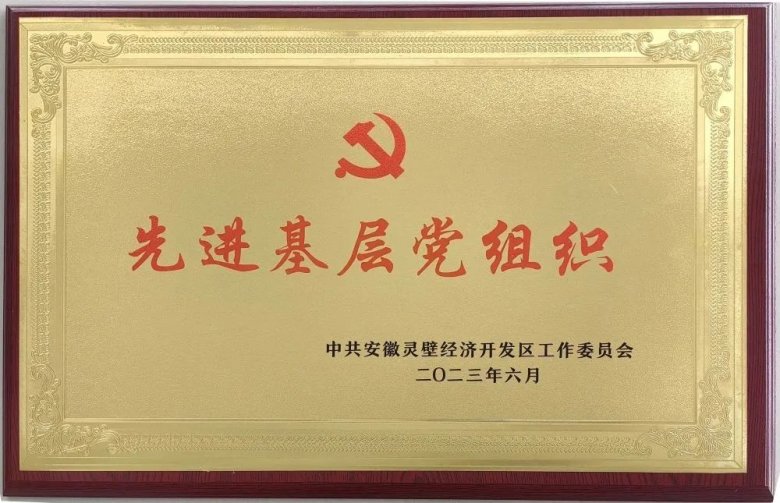 先进基层党组织
中共安徽灵壁经济开发区工作委员会
二〇二三年六月